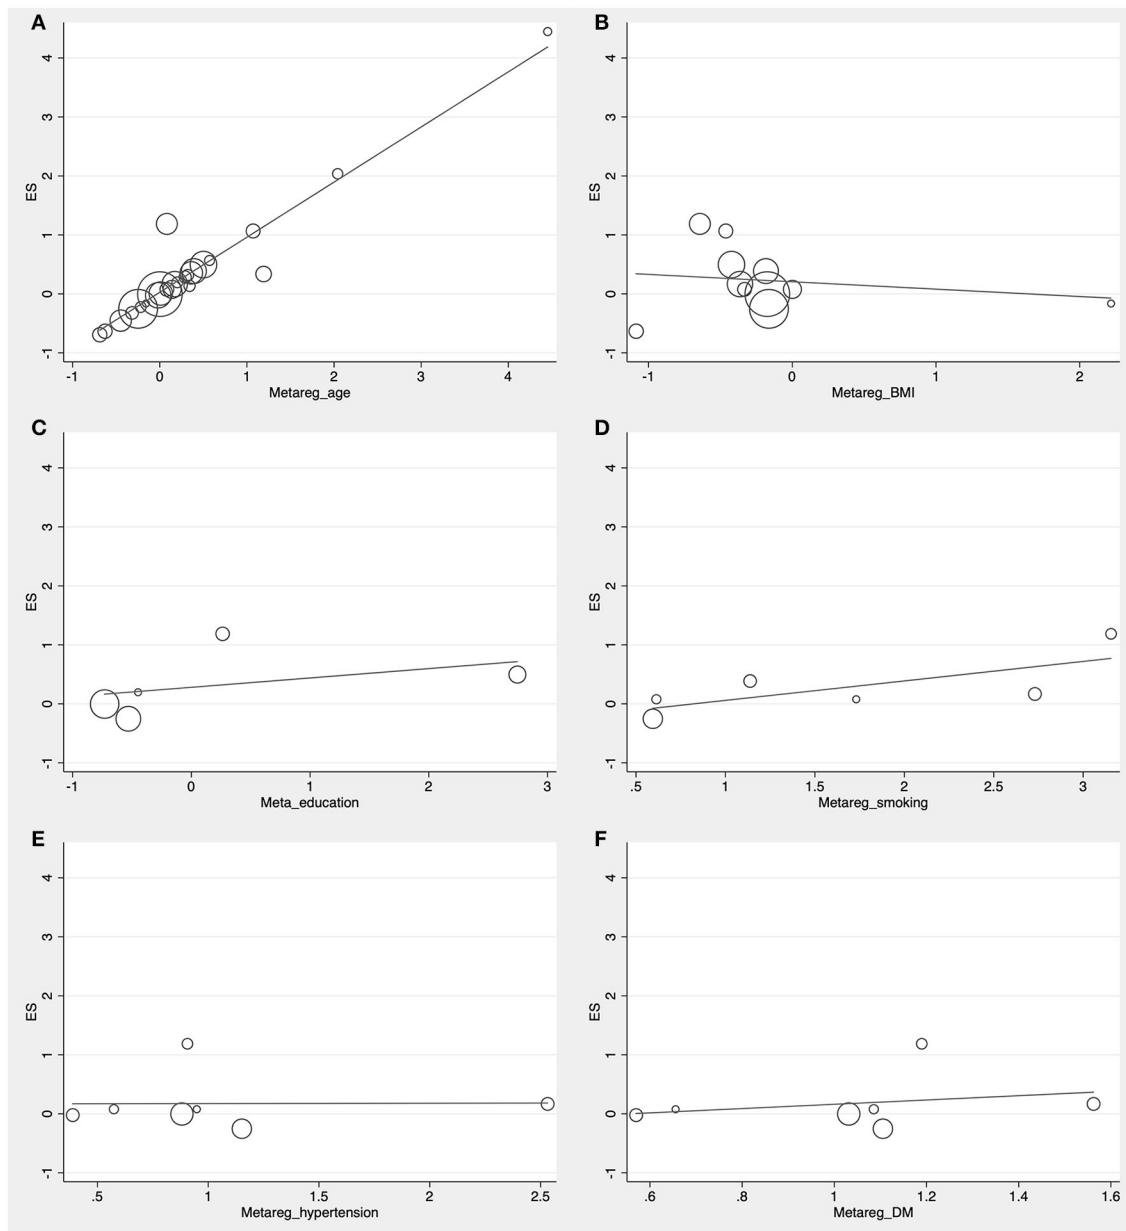 A
ES
4
3
2
1
0
-1
-1 0 1 2 3 4
Metareg_age
B
ES
4
3
2
1
0
-1
-1 0 1 2
Metareg_BMI
C
ES
4
3
2
1
0
-1
-1 0 1 2 3
Meta_education
D
ES
4
3
2
1
0
-1
.5 1 1.5 2 2.5 3
Metareg_smoking
E
ES
4
3
2
1
0
-1
.5 1 1.5 2 2.5
Metareg_hypertension
F
ES
4
3
2
1
0
-1
.6 .8 1 1.2 1.4 1.6
Metareg_DM